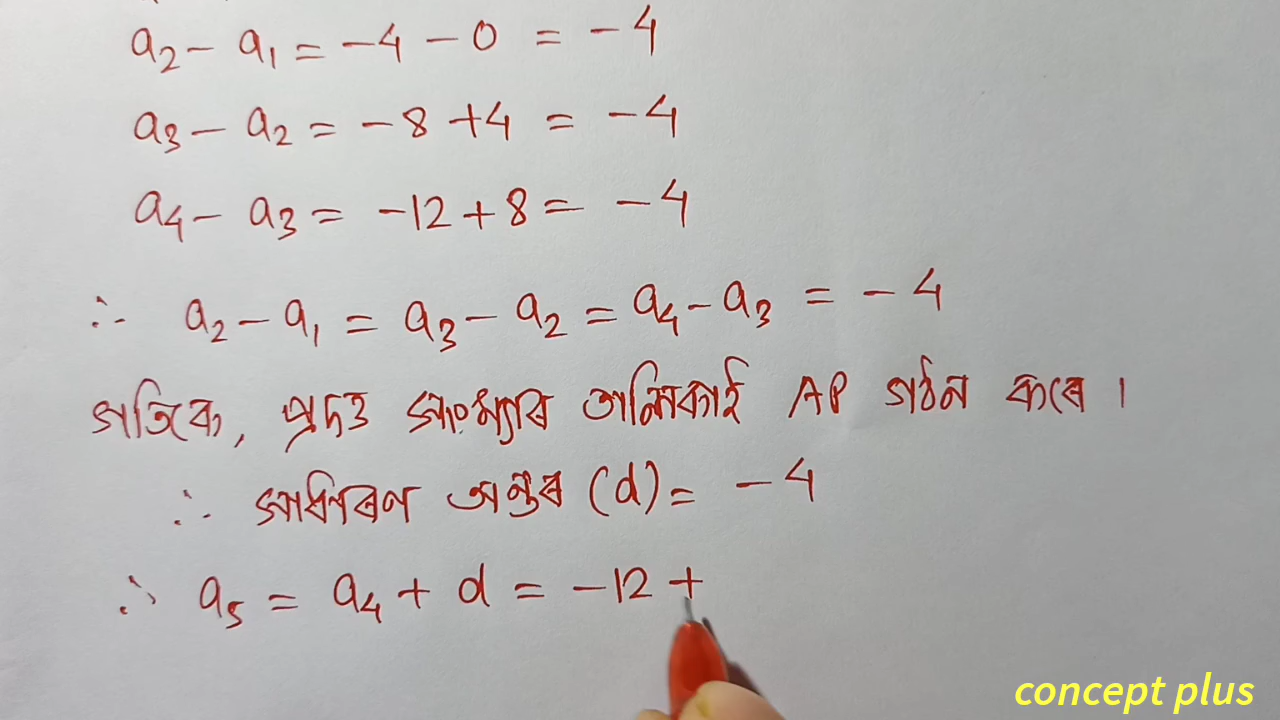 a₂ - a₁ = -4 - 0 = -4
a₃ - a₂ = -8 + 4 = -4
a₄ - a₃ = -12 + 8 = -4
∴ a₂ - a₁ = a₃ - a₂ = a₄ - a₃ = -4
গতিকে, প্ৰদত্ত সংখ্যাৰ তালিকাই AP গঠন কৰে ।
∴ সাধাৰণ অন্তৰ (d) = -4
∴ a₅ = a₄ + d = -12 +
concept plus